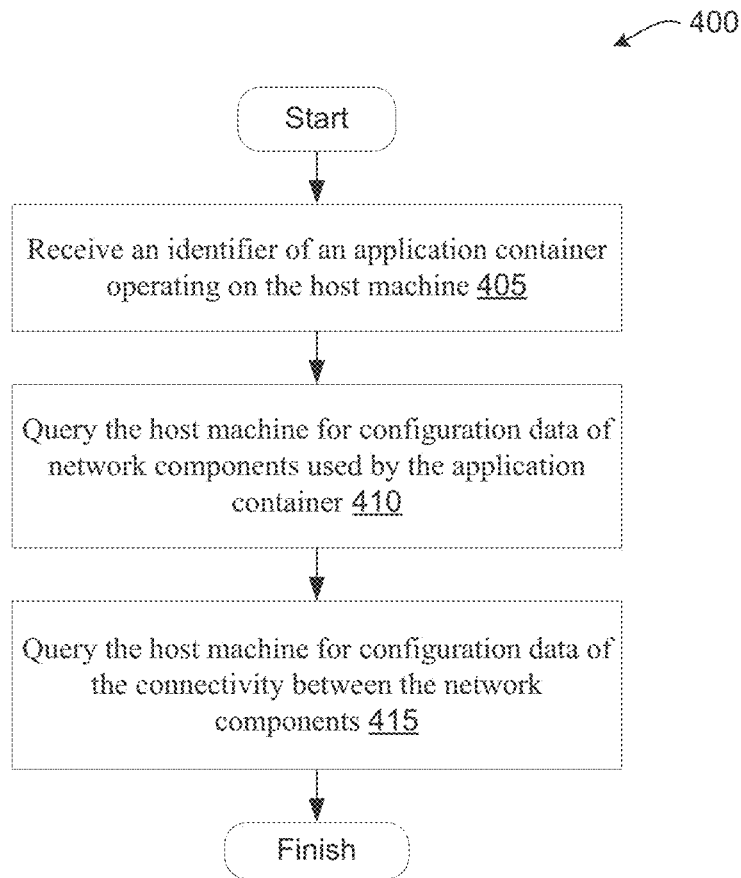 400
Start
Receive an identifier of an application container
operating on the host machine 405
Query the host machine for configuration data of
network components used by the application
container 410
Query the host machine for configuration data of
the connectivity between the network
components 415
Finish